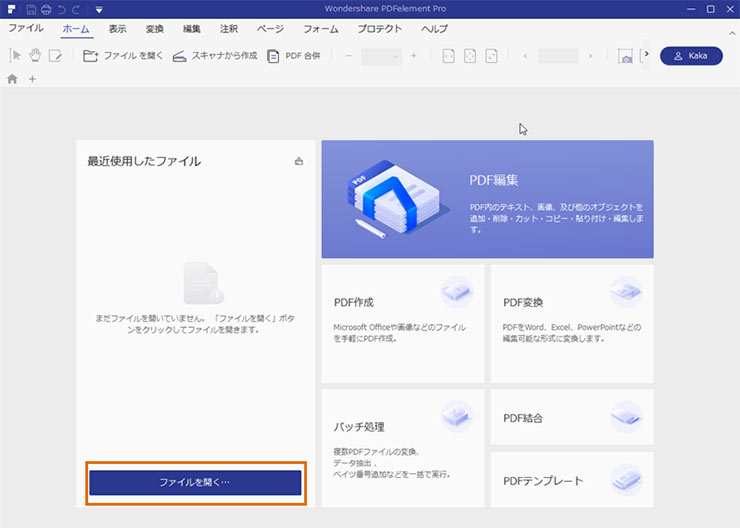 Wondershare PDFelement Pro
ファイル ホーム 表示 変換 編集 注釈 ページ フォーム プロテクト ヘルプ
ファイル を開く スキャナから作成 PDF 合併 Kaka
最近使用したファイル
まだファイルを開いていません。 「ファイルを開く」ボタ
ンをクリックしてファイルを開きます。
ファイルを開く…
PDF
PDF編集
PDF内のテキスト、画像、及び他のオブジェクトを
追加・削除・カット・コピー・貼り付け・編集しま
す。
PDF作成
Microsoft Officeや画像などのファイル
を手軽にPDF作成。
PDF変換
PDFをWord、Excel、PowerPointなどの
編集可能な形式に変換します。
バッチ処理
複数PDFファイルの変換、
データ抽出 、
ベイツ番号追加などを一括で実行。
PDF結合
PDFテンプレート